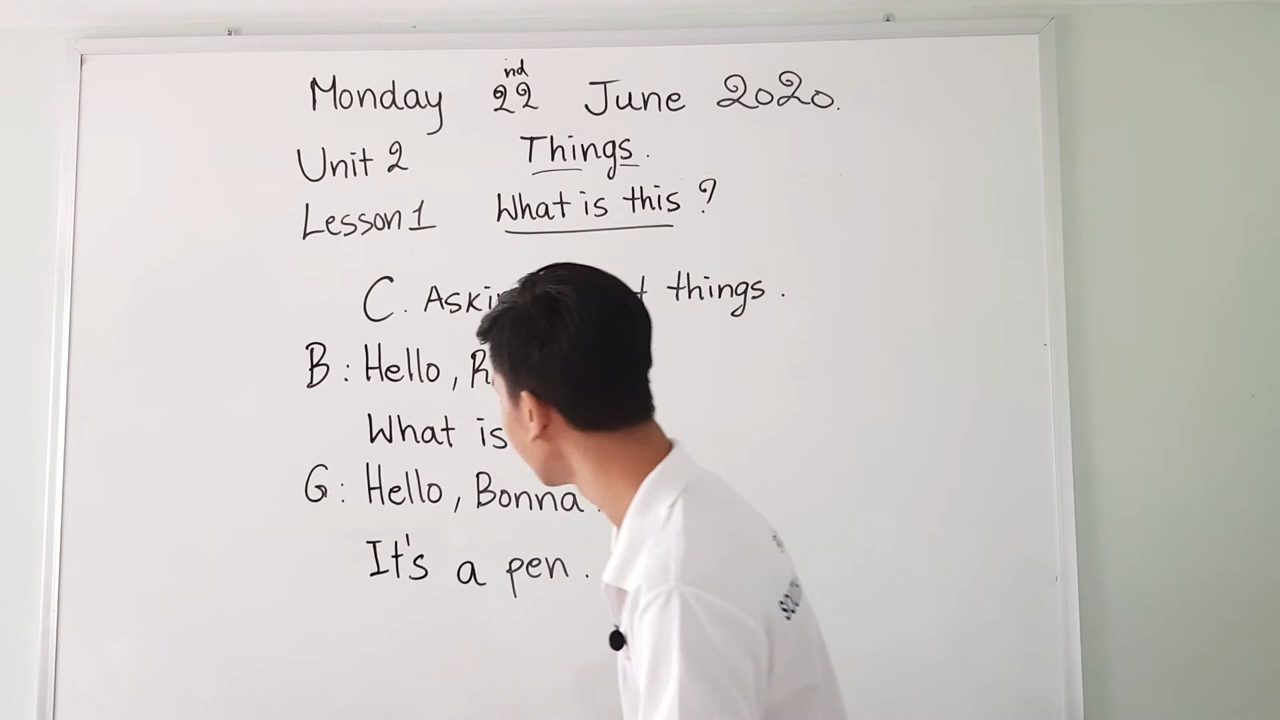 Monday 22nd June 2020.
Unit 2 Things.
Lesson 1 What is this ?
C. things.
B : Hello,
What is
G : Hello, Bonna
It's a pen.